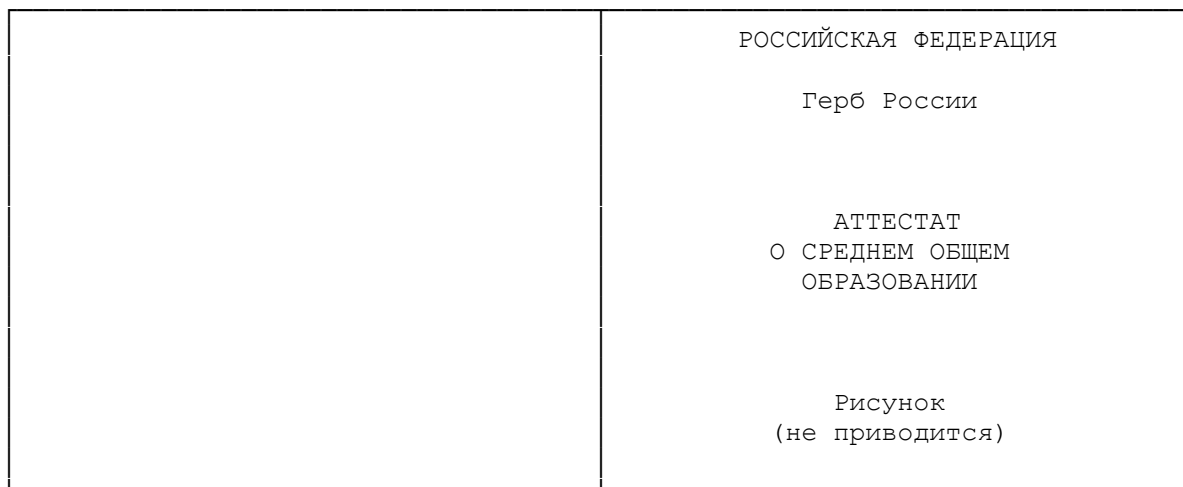 РОССИЙСКАЯ ФЕДЕРАЦИЯ
Герб России
АТТЕСТАТ
О СРЕДНЕМ ОБЩЕМ
ОБРАЗОВАНИИ
Рисунок
(не приводится)